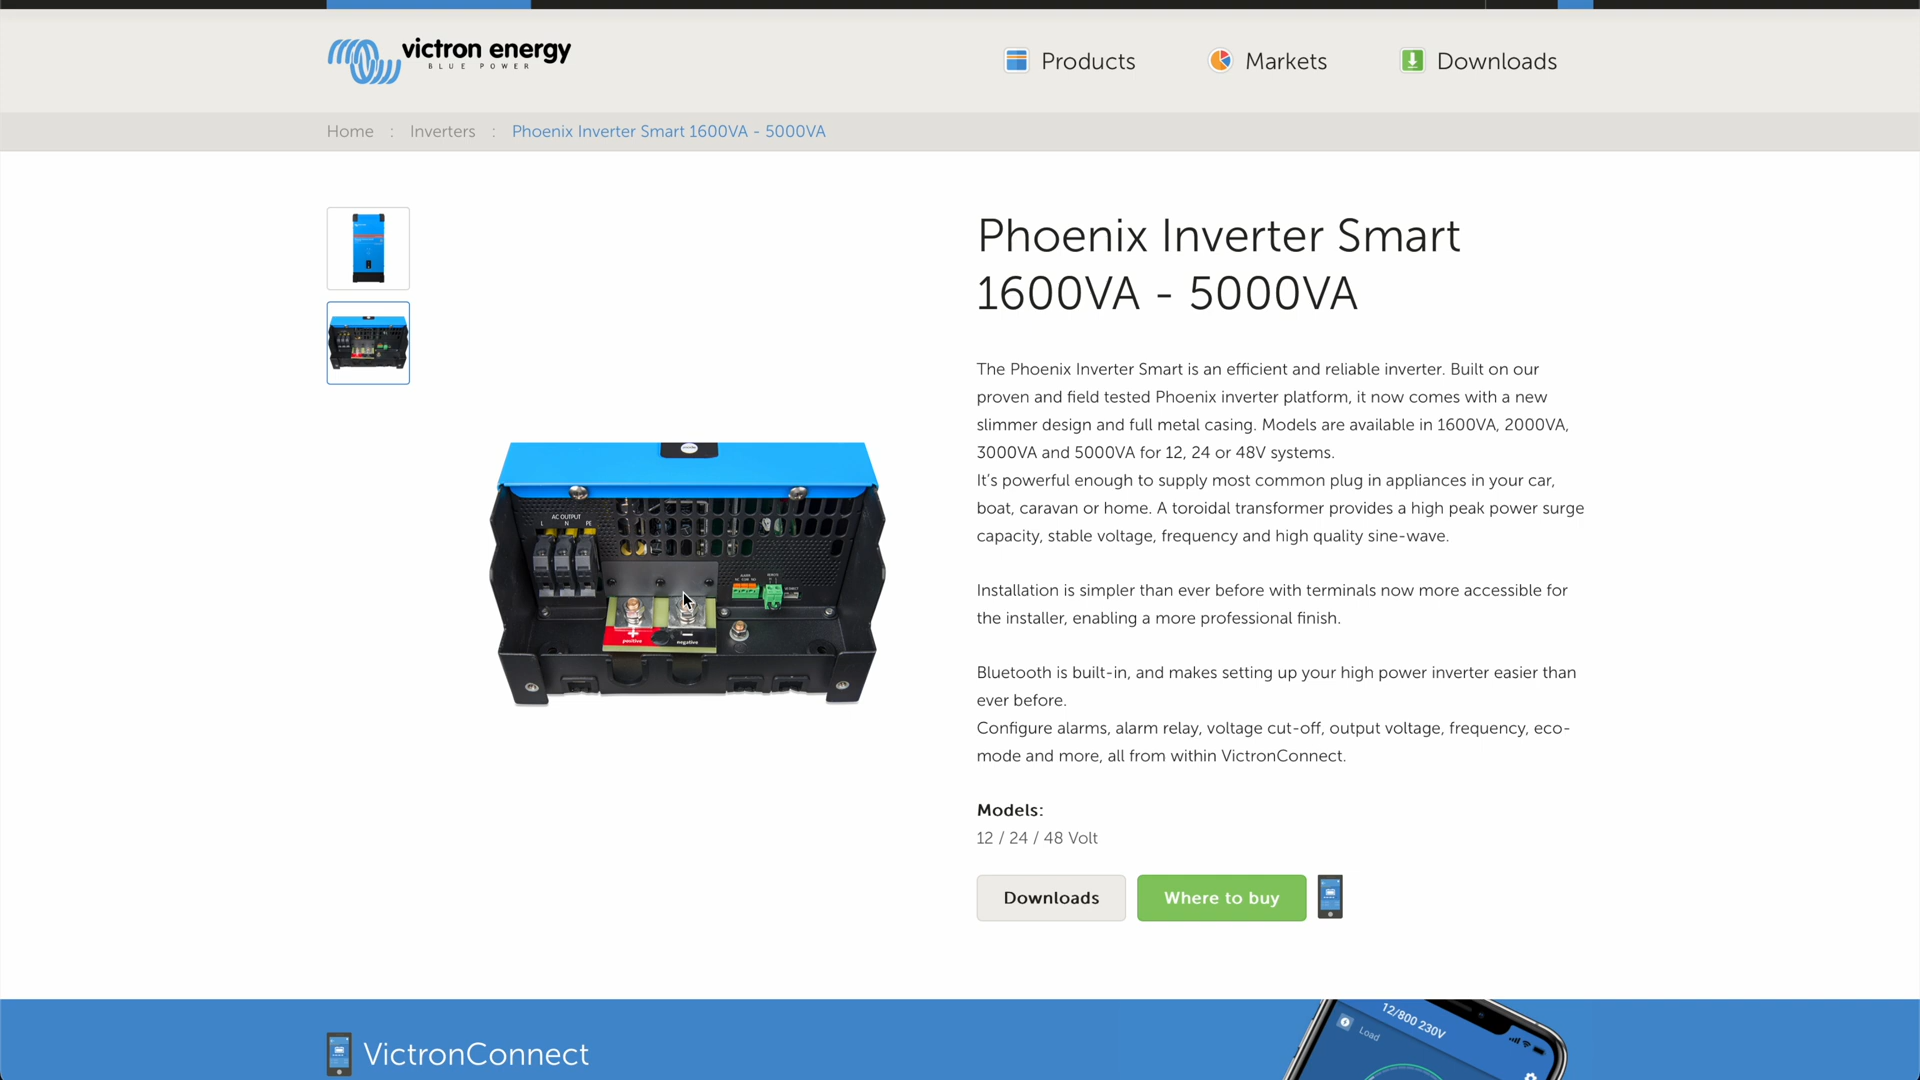 victron energy
BLUE POWER
Products
Markets
Downloads
Home : Inverters : Phoenix Inverter Smart 1600VA - 5000VA
Phoenix Inverter Smart
1600VA - 5000VA
The Phoenix Inverter Smart is an efficient and reliable inverter. Built on our
proven and field tested Phoenix inverter platform, it now comes with a new
slimmer design and full metal casing. Models are available in 1600VA, 2000VA,
3000VA and 5000VA for 12, 24 or 48V systems.
It’s powerful enough to supply most common plug in appliances in your car,
boat, caravan or home. A toroidal transformer provides a high peak power surge
capacity, stable voltage, frequency and high quality sine-wave.
Installation is simpler than ever before with terminals now more accessible for
the installer, enabling a more professional finish.
Bluetooth is built-in, and makes setting up your high power inverter easier than
ever before.
Configure alarms, alarm relay, voltage cut-off, output voltage, frequency, eco-
mode and more, all from within VictronConnect.
Models:
12 / 24 / 48 Volt
Downloads
Where to buy
AC OUTPUT
L N PE
+ -
positive negative
VictronConnect
12/800 230V
Load